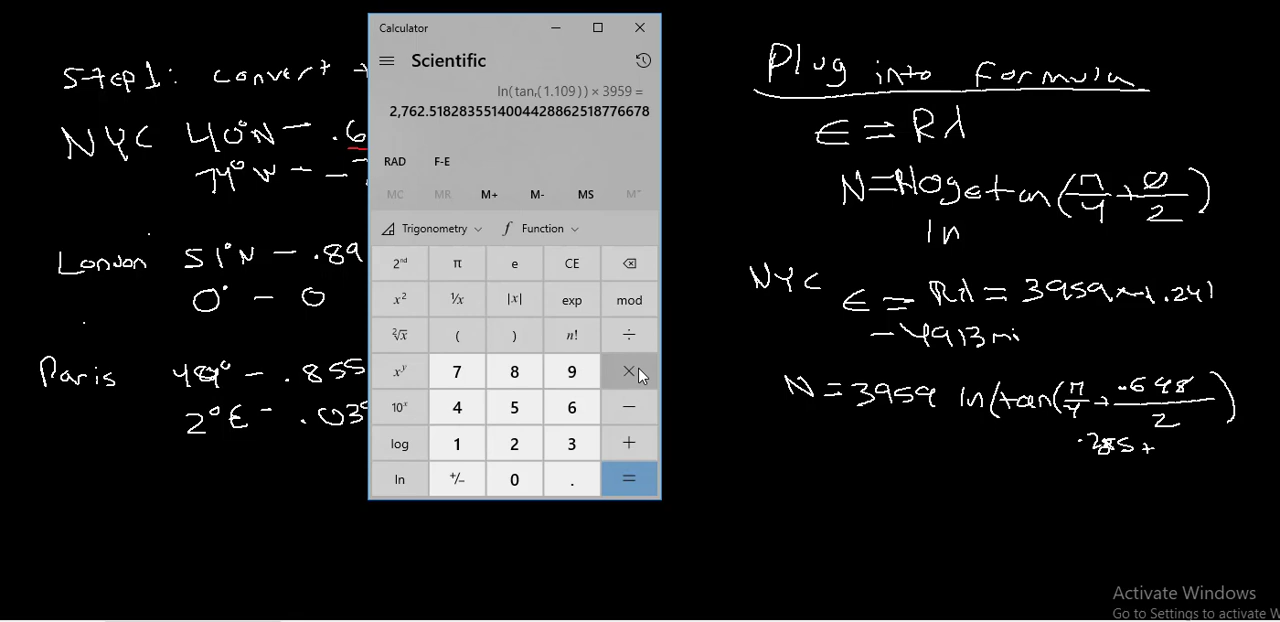 Step1: convert
NYC 40°N - .6
74° W - -
London 51°N - .89
0° - 0
Paris 49° - .855
2°E - .039
Calculator
Scientific
ln(tan,(1.109)) × 3959 =
2,762.5182835514004428862518776678
RAD F-E
MC MR M+ M- MS M˅
Trigonometry Function
2ⁿᵈ π e CE
x² ¹/x |x| exp mod
²√x ( ) n! ÷
xʸ 7 8 9 ×
10ˣ 4 5 6 −
log 1 2 3 +
ln +/- 0 . =
Plug into Formula
E = Rλ
N = R loge tan(π/4 + Ø/2)
ln
NYC E = Rλ = 3959 x -1.241
-4913 mi
N = 3959 ln(tan(π/4 + .698/2)
+
Activate Windows
Go to Settings to activate W